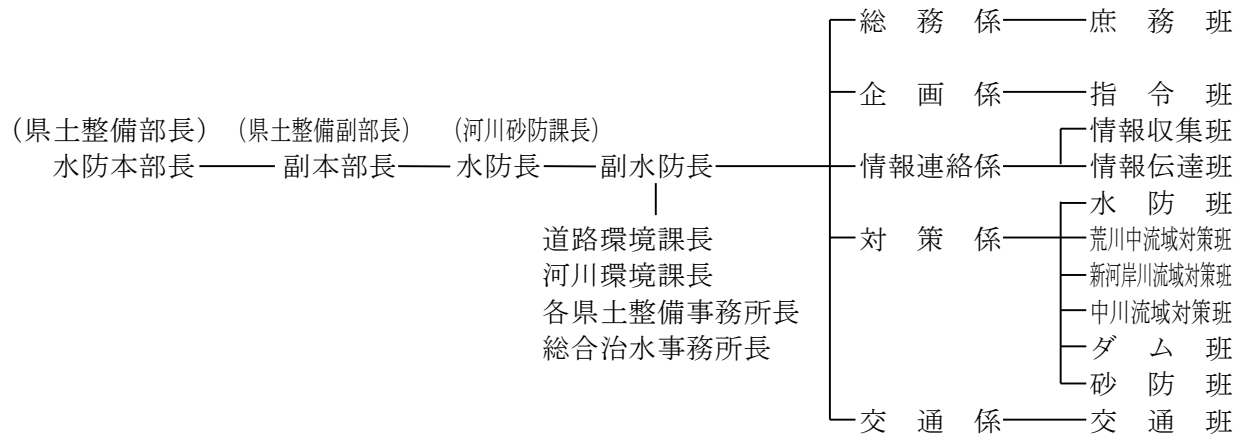 総務係 庶務班
企画係 指令班
(県土整備部長) (県土整備副部長) (河川砂防課長) 情報収集班
水防本部長 副本部長 水防長 副水防長 情報連絡係 情報伝達班
水防班
道路環境課長 対策係 荒川中流域対策班
河川環境課長 新河岸川流域対策班
各県土整備事務所長 中川流域対策班
総合治水事務所長 ダム班
砂防班
交通係 交通班